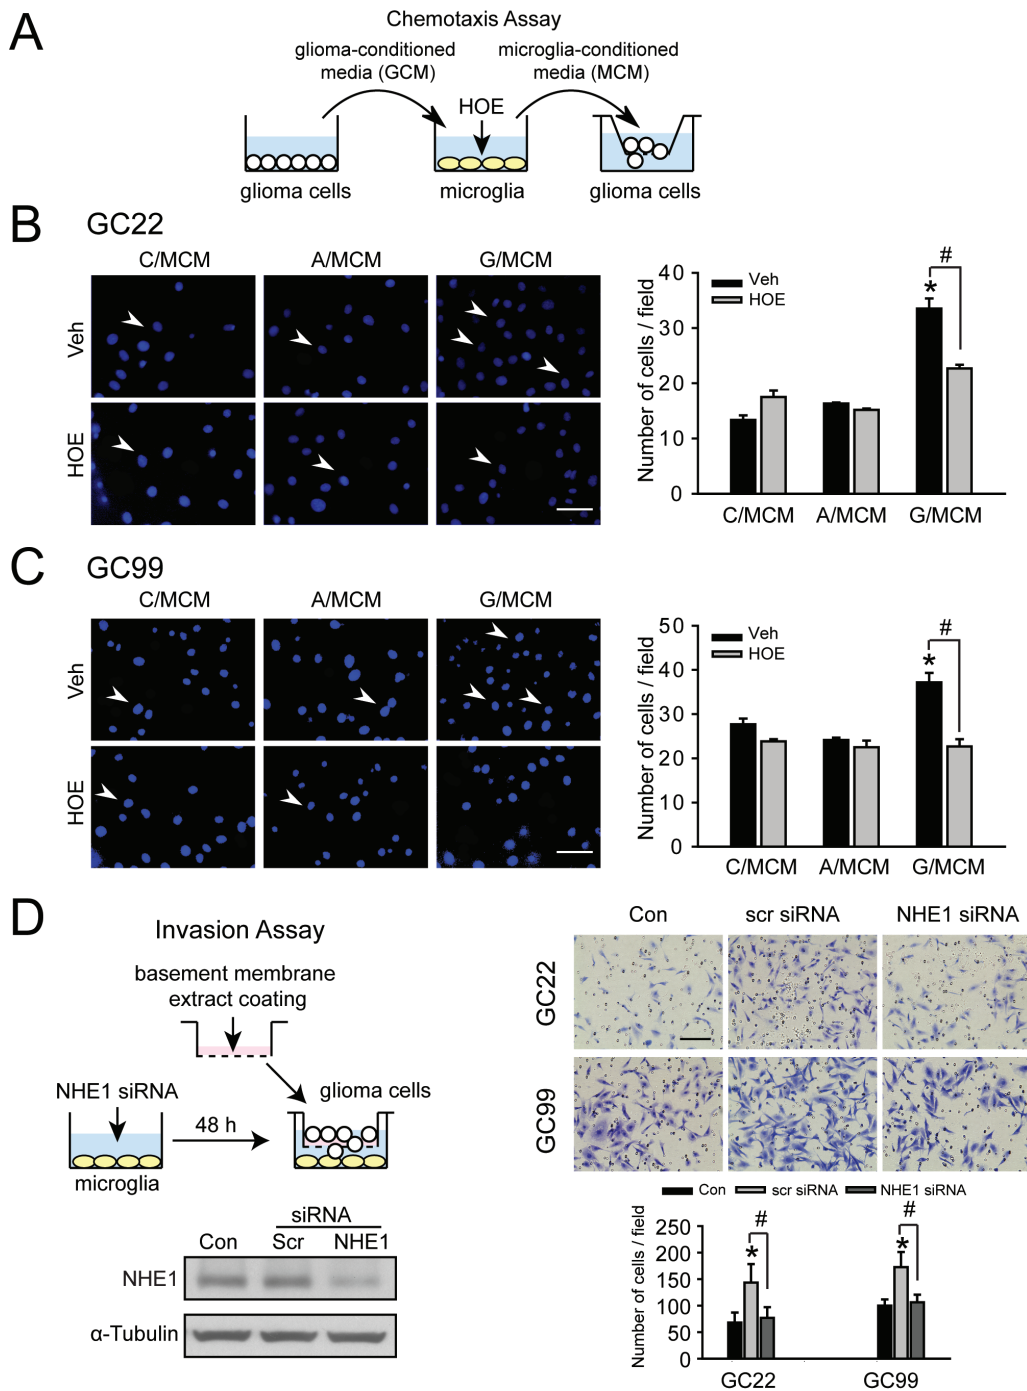 A
Chemotaxis Assay
glioma-conditioned
media (GCM)
microglia-conditioned
media (MCM)
HOE
glioma cells
microglia
glioma cells
B
GC22
C/MCM
A/MCM
G/MCM
Veh
HOE
Number of cells / field
40
30
20
10
0
Veh
HOE
*
#
C/MCM
A/MCM
G/MCM
C
GC99
C/MCM
A/MCM
G/MCM
Veh
HOE
Number of cells / field
50
40
30
20
10
0
Veh
HOE
*
#
C/MCM
A/MCM
G/MCM
D
Invasion Assay
basement membrane
extract coating
NHE1 siRNA
48 h
glioma cells
microglia
siRNA
Con
Scr
NHE1
NHE1
α-Tubulin
Con
scr siRNA
NHE1 siRNA
GC22
GC99
Con
scr siRNA
NHE1 siRNA
Number of cells / field
250
200
150
100
50
0
*
#
*
#
GC22
GC99